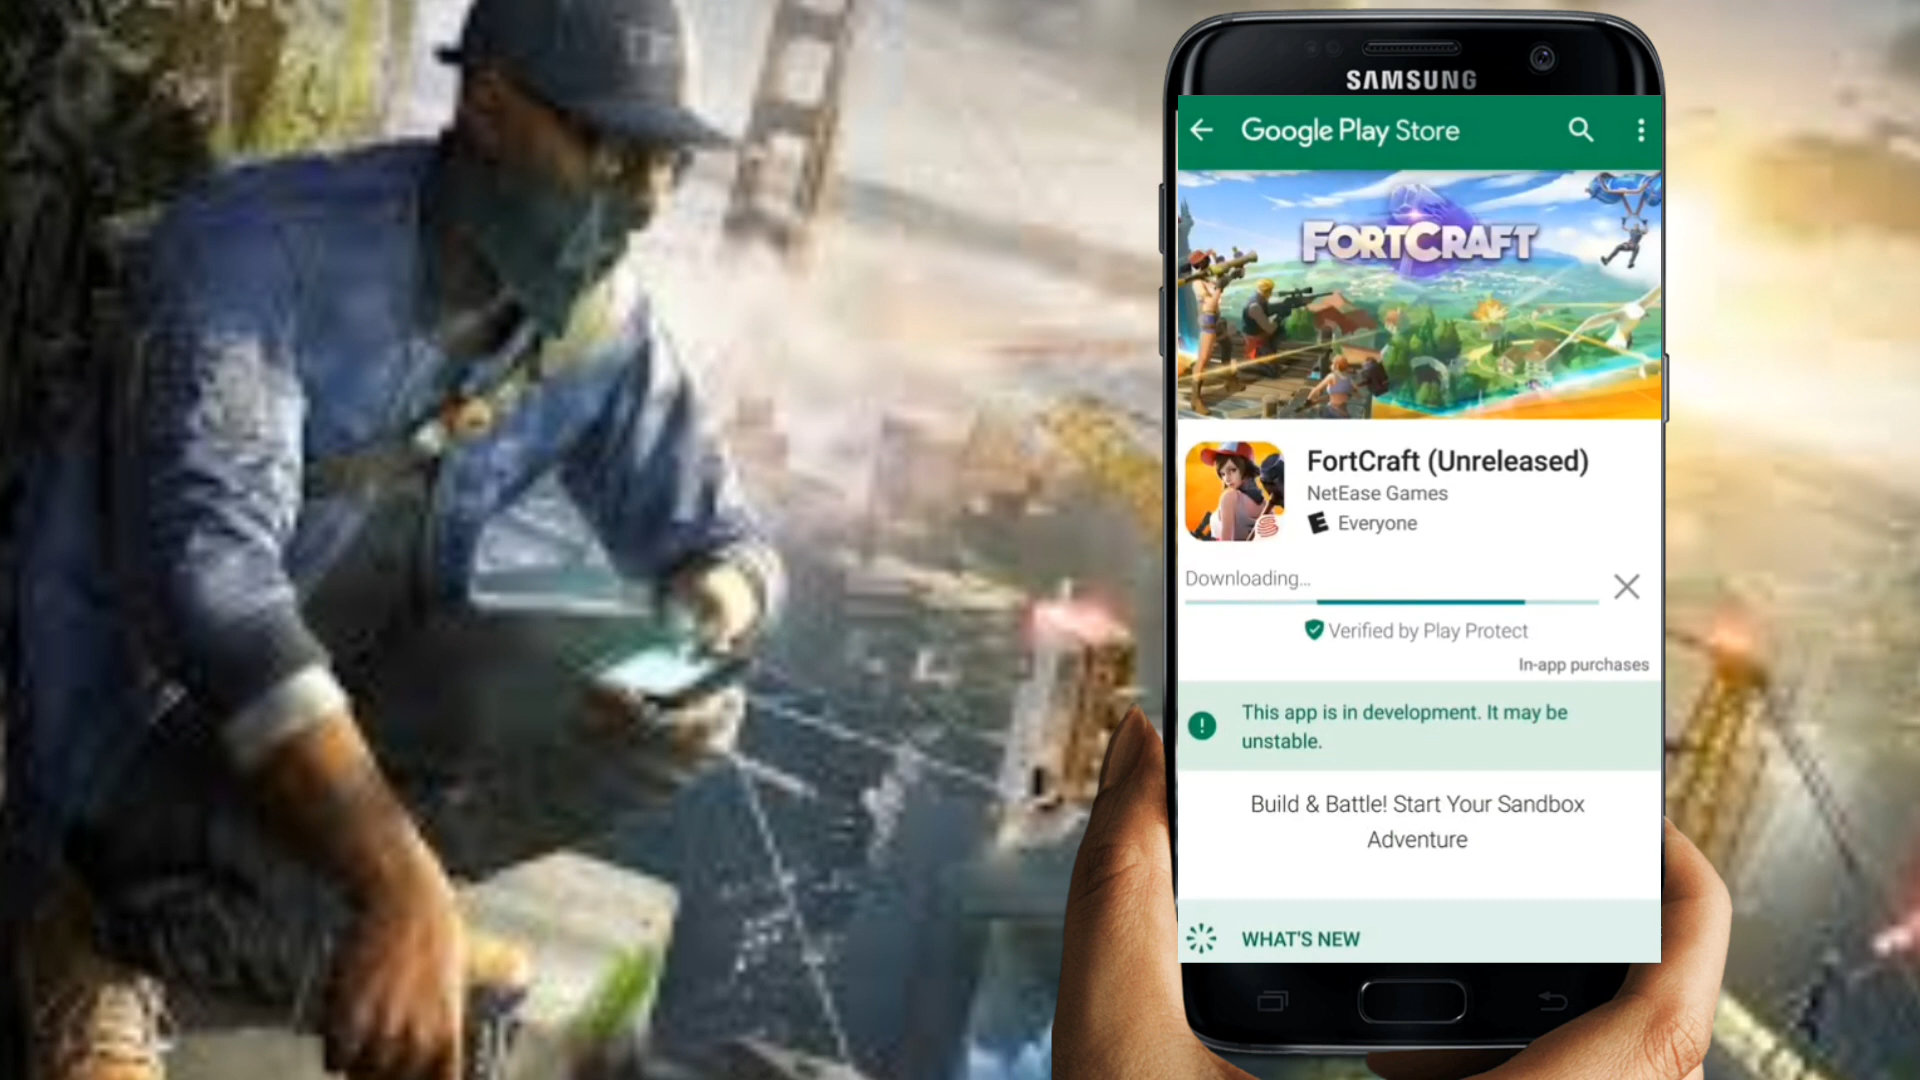 SAMSUNG
Google Play Store
FORTCRAFT
FortCraft (Unreleased)
NetEase Games
E Everyone
Downloading...
Verified by Play Protect
In-app purchases
This app is in development. It may be
unstable.
Build & Battle! Start Your Sandbox
Adventure
WHAT'S NEW